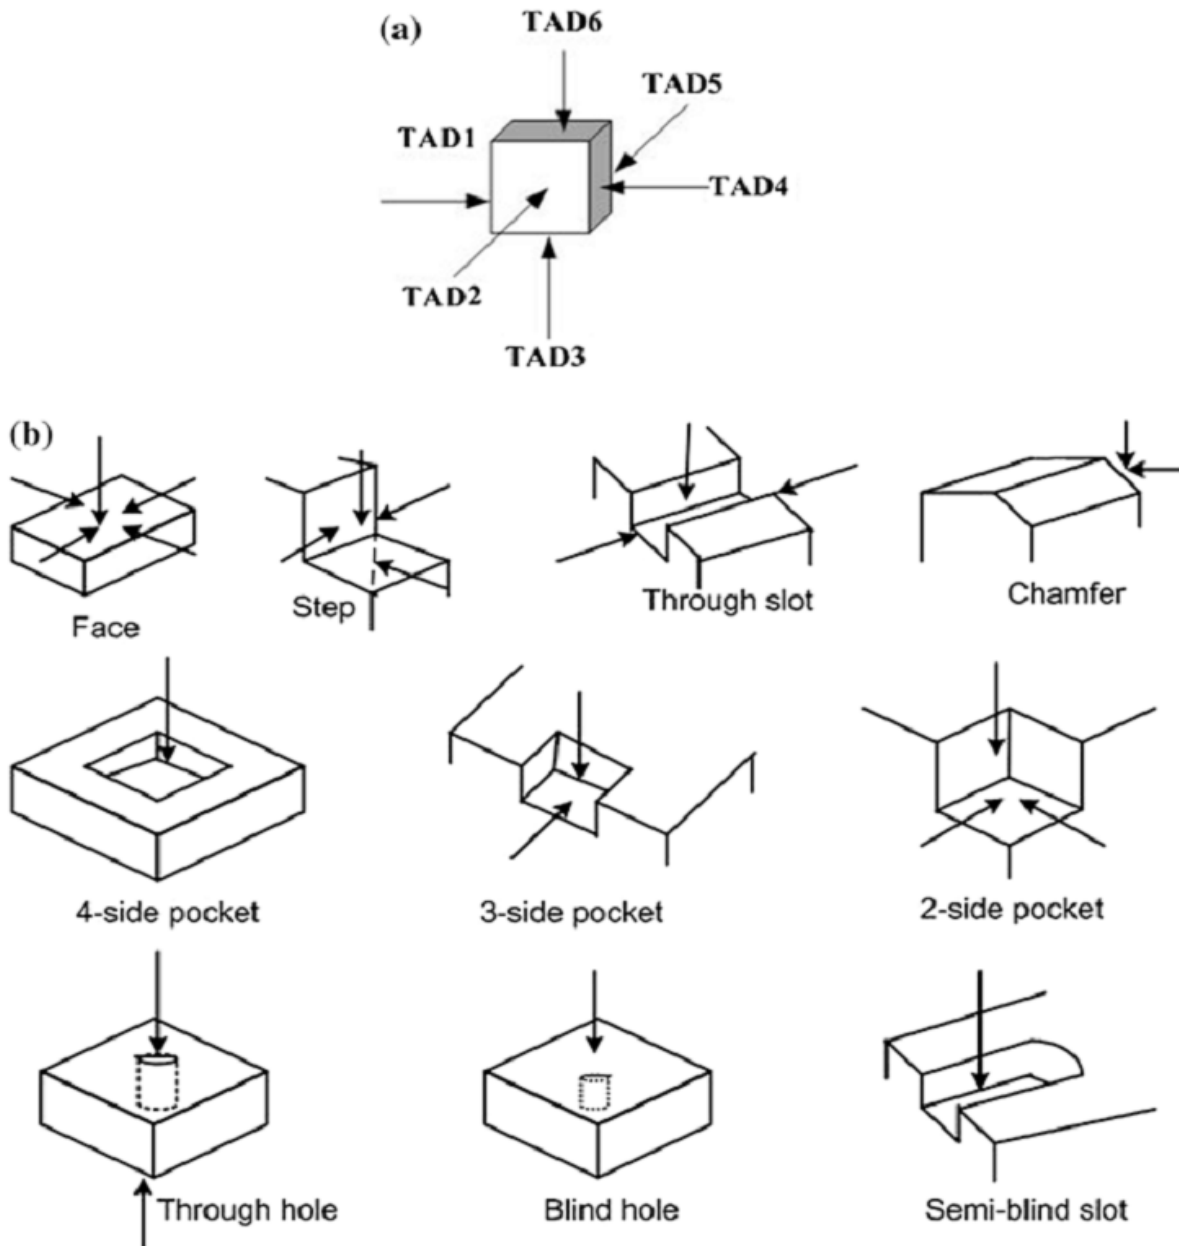 (a)
TAD6
TAD5
TAD1
TAD4
TAD2
TAD3
(b)
Face
Step
Through slot
Chamfer
4-side pocket
3-side pocket
2-side pocket
Through hole
Blind hole
Semi-blind slot